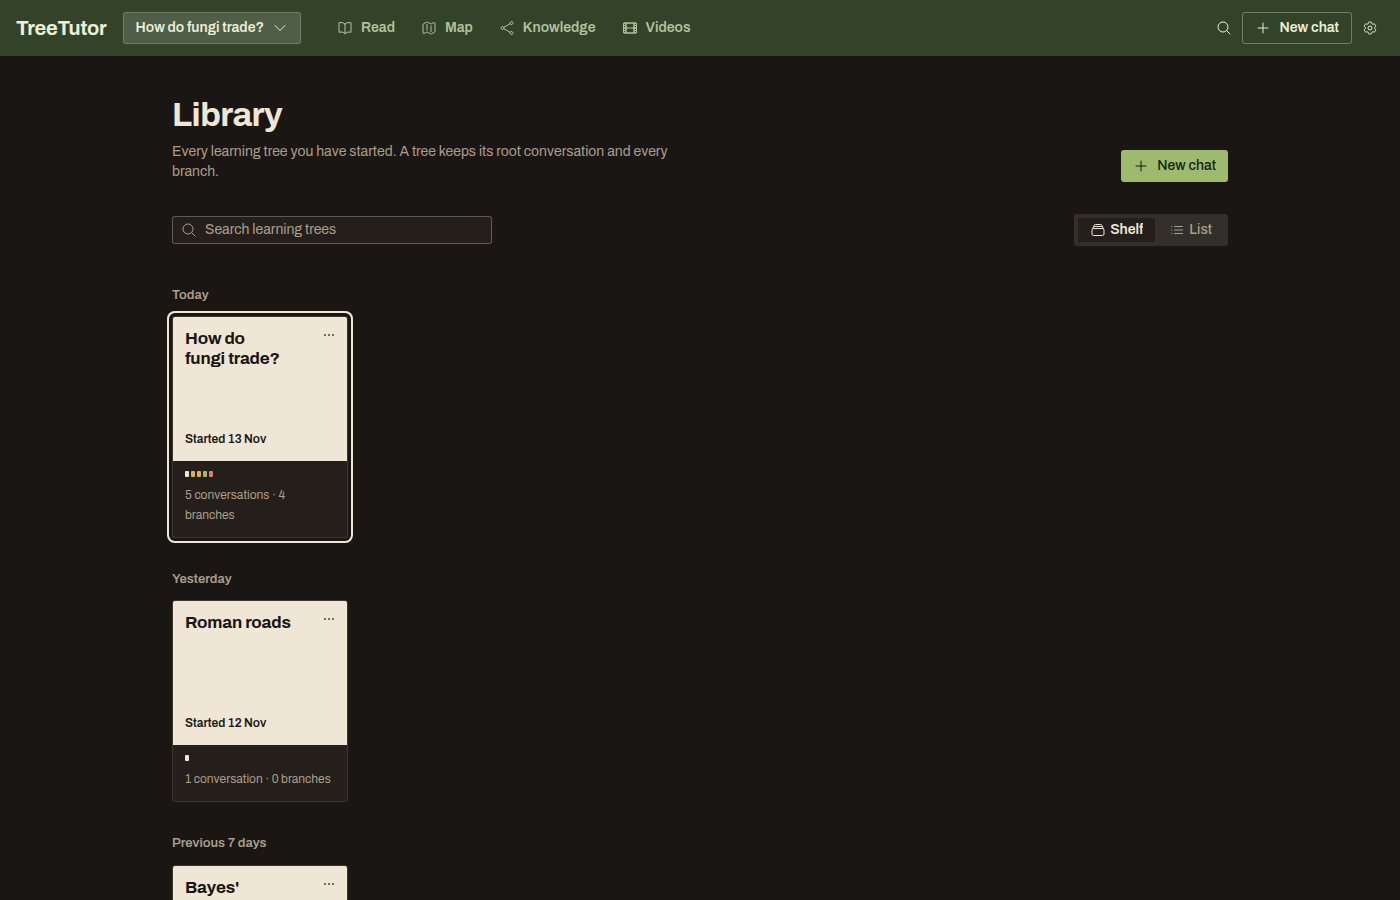 TreeTutor
How do fungi trade?
Read
Map
Knowledge
Videos
New chat
Library
Every learning tree you have started. A tree keeps its root conversation and every
branch.
New chat
Search learning trees
Shelf
List
Today
How do
fungi trade?
Started 13 Nov
5 conversations · 4
branches
Yesterday
Roman roads
Started 12 Nov
1 conversation · 0 branches
Previous 7 days
Bayes'